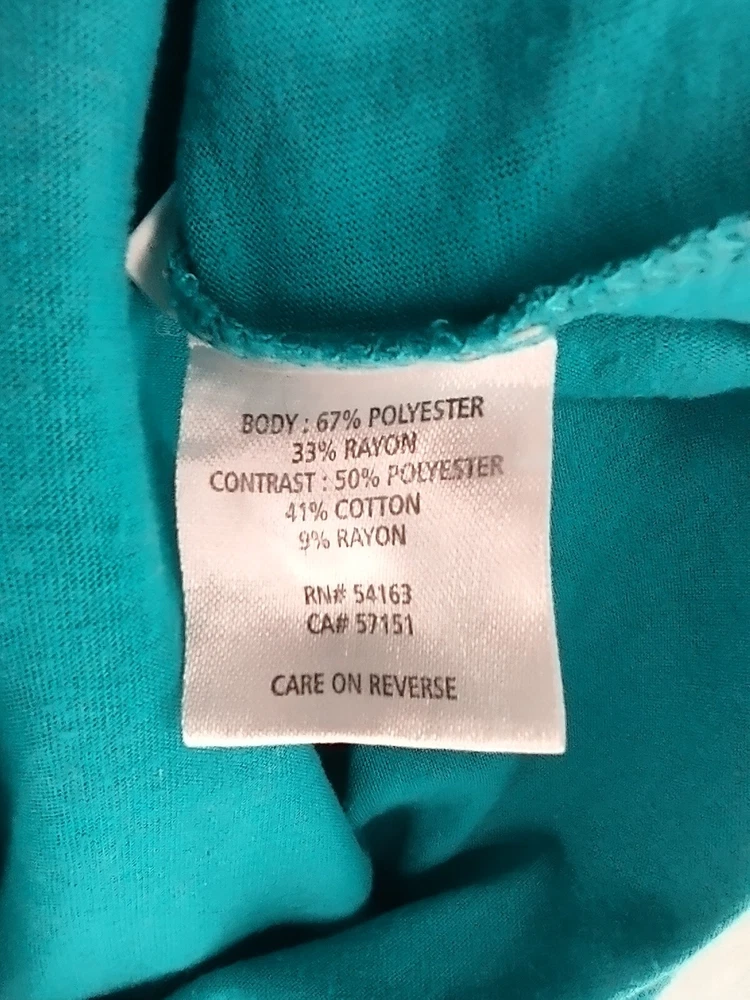 BODY : 67% POLYESTER
33% RAYON
CONTRAST : 50% POLYESTER
41% COTTON
9% RAYON
RN# 54163
CA# 57151
CARE ON REVERSE